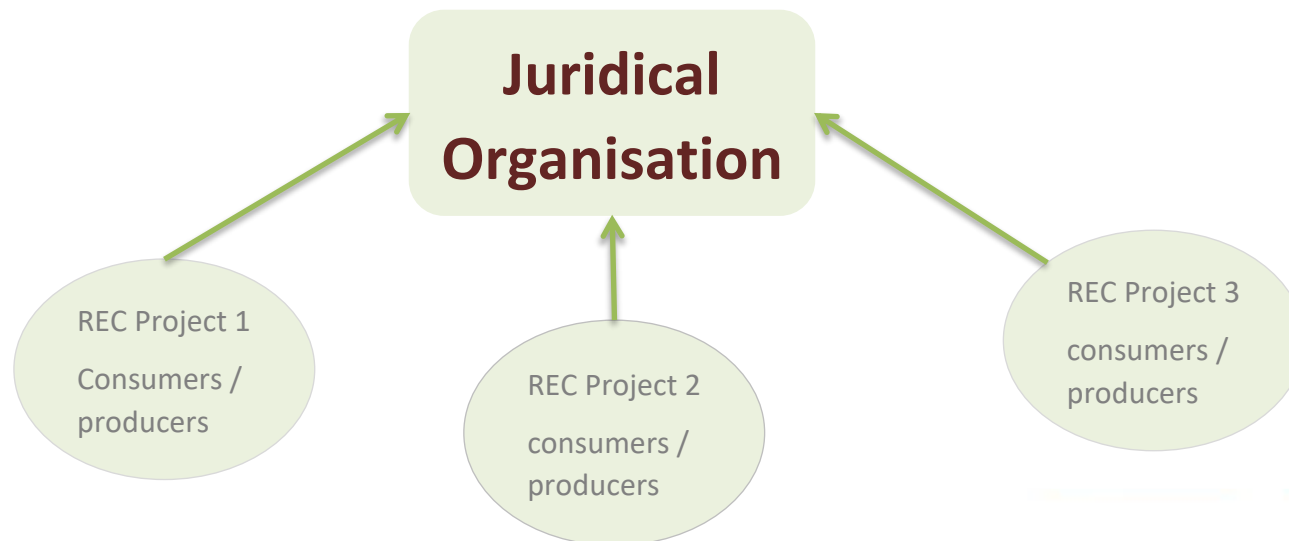 Juridical
Organisation
REC Project 1
Consumers /
producers
REC Project 2
consumers /
producers
REC Project 3
consumers /
producers